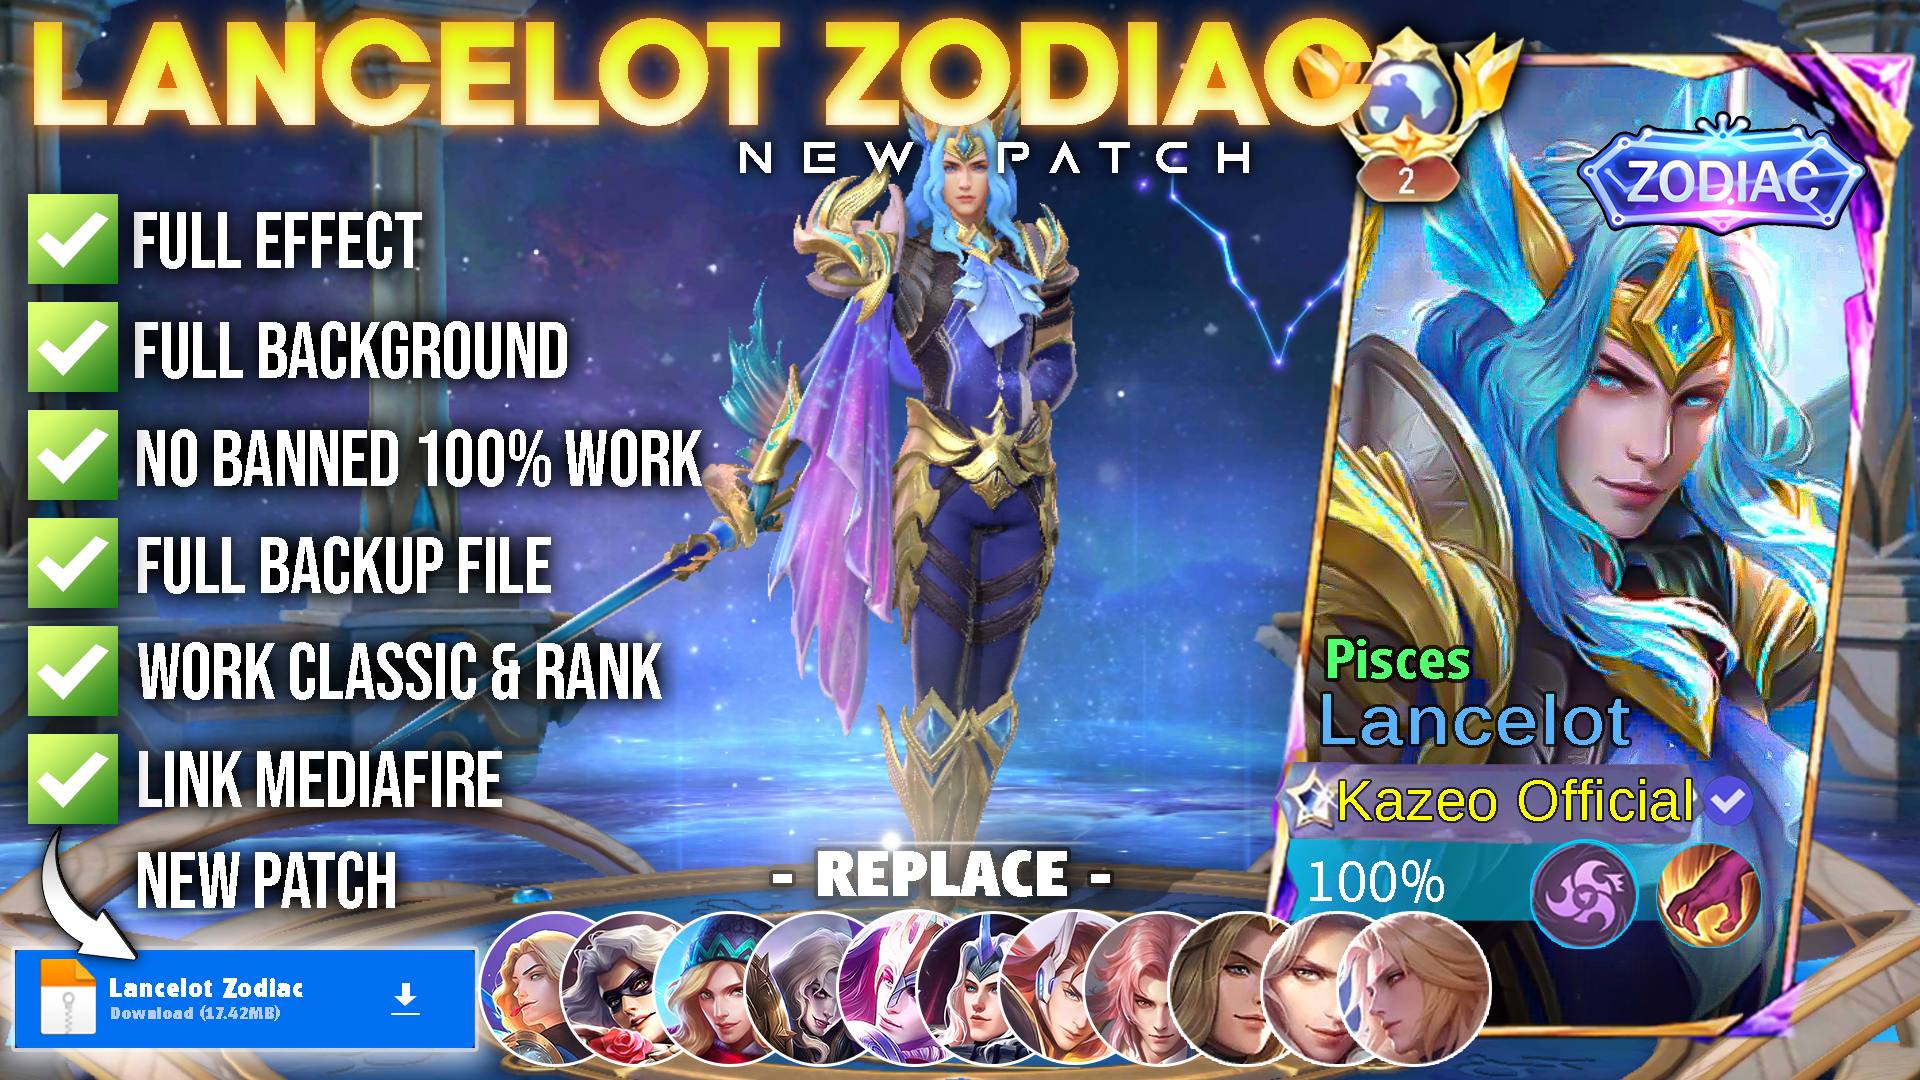 LANCELOT ZODIAC
NEW PATCH
2
ZODIAC
FULL EFFECT
FULL BACKGROUND
NO BANNED 100% WORK
FULL BACKUP FILE
WORK CLASSIC & RANK
LINK MEDIAFIRE
NEW PATCH
Lancelot Zodiac
Download (17.42MB)
- REPLACE -
Pisces
Lancelot
Kazeo Official
100%